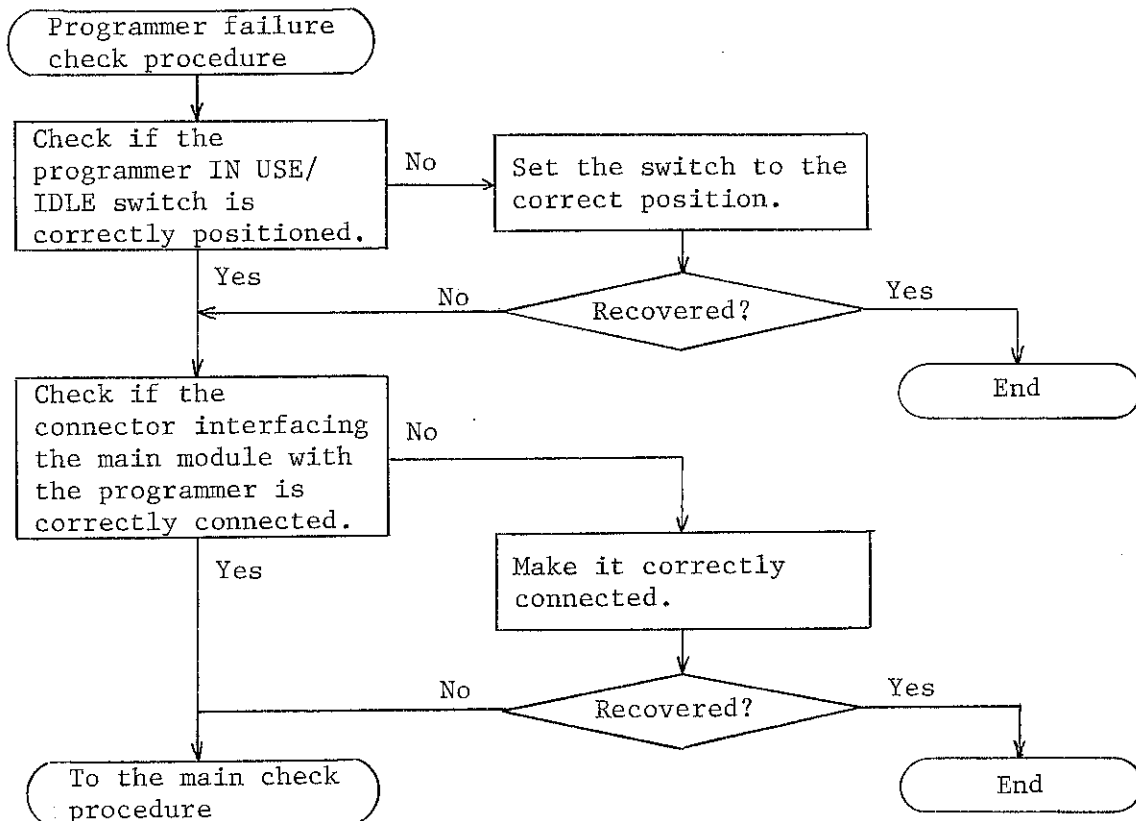 Programmer failure
check procedure
Check if the
programmer IN USE/
IDLE switch is
correctly positioned.
No
Set the switch to the
correct position.
Yes
No
Recovered?
Yes
End
Check if the
connector interfacing
the main module with
the programmer is
correctly connected.
No
Yes
Make it correctly
connected.
No
Recovered?
Yes
To the main check
procedure
End